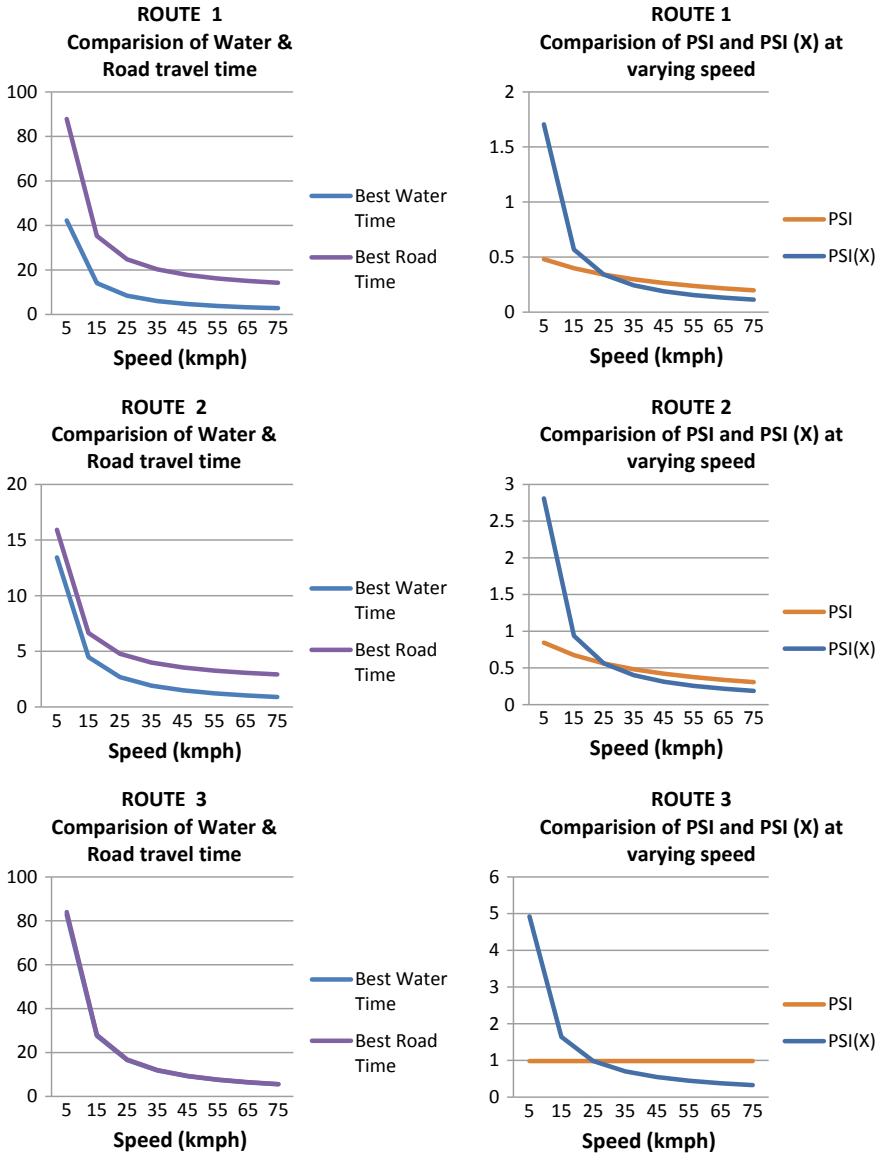 ROUTE 1
Comparision of Water &
Road travel time
100
80
60
40
20
0
5 15 25 35 45 55 65 75
Speed (kmph)
Best Water
Time
Best Road
Time
ROUTE 1
Comparision of PSI and PSI (X) at
varying speed
2
1.5
1
0.5
0
5 15 25 35 45 55 65 75
Speed (kmph)
PSI
PSI(X)
ROUTE 2
Comparision of Water &
Road travel time
20
15
10
5
0
5 15 25 35 45 55 65 75
Speed (kmph)
Best Water
Time
Best Road
Time
ROUTE 2
Comparision of PSI and PSI (X) at
varying speed
3
2.5
2
1.5
1
0.5
0
5 15 25 35 45 55 65 75
Speed (kmph)
PSI
PSI(X)
ROUTE 3
Comparision of Water &
Road travel time
100
80
60
40
20
0
5 15 25 35 45 55 65 75
Speed (kmph)
Best Water
Time
Best Road
Time
ROUTE 3
Comparision of PSI and PSI (X) at
varying speed
6
5
4
3
2
1
0
5 15 25 35 45 55 65 75
Speed (kmph)
PSI
PSI(X)